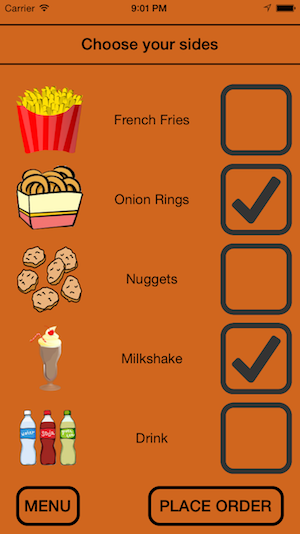 Carrier 9:01 PM
Choose your sides
French Fries
Onion Rings
Nuggets
Milkshake
Drink
MENU PLACE ORDER